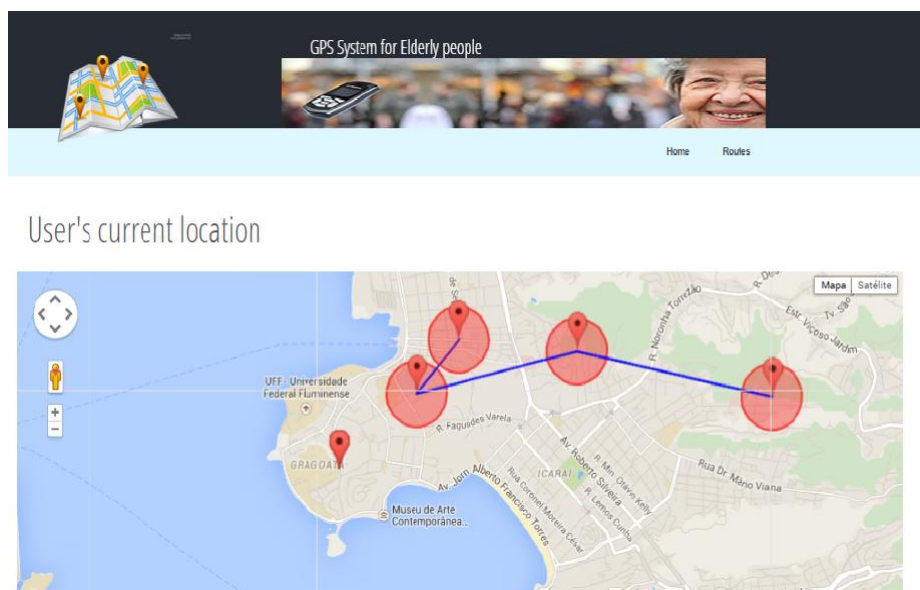 GPS System for Elderly people
Home
Routes
User's current location
Mapa
Satélite
R. Noronha Torrezão
Estr. Viçoso Jardim
UFF- Universidade
Federal Fluminense
R. Fagundes Varela
GRAGOATÁ
Av. Jorn. Alberto Francisco Torres
ICARAÍ
Av. Roberto Silveira
R. Min. Otávio Kelly
Rua Dr. Mário Viana
Rua Coronel Moreira César
R. Lemos Cunha
Museu de Arte
Contemporânea...
+
-